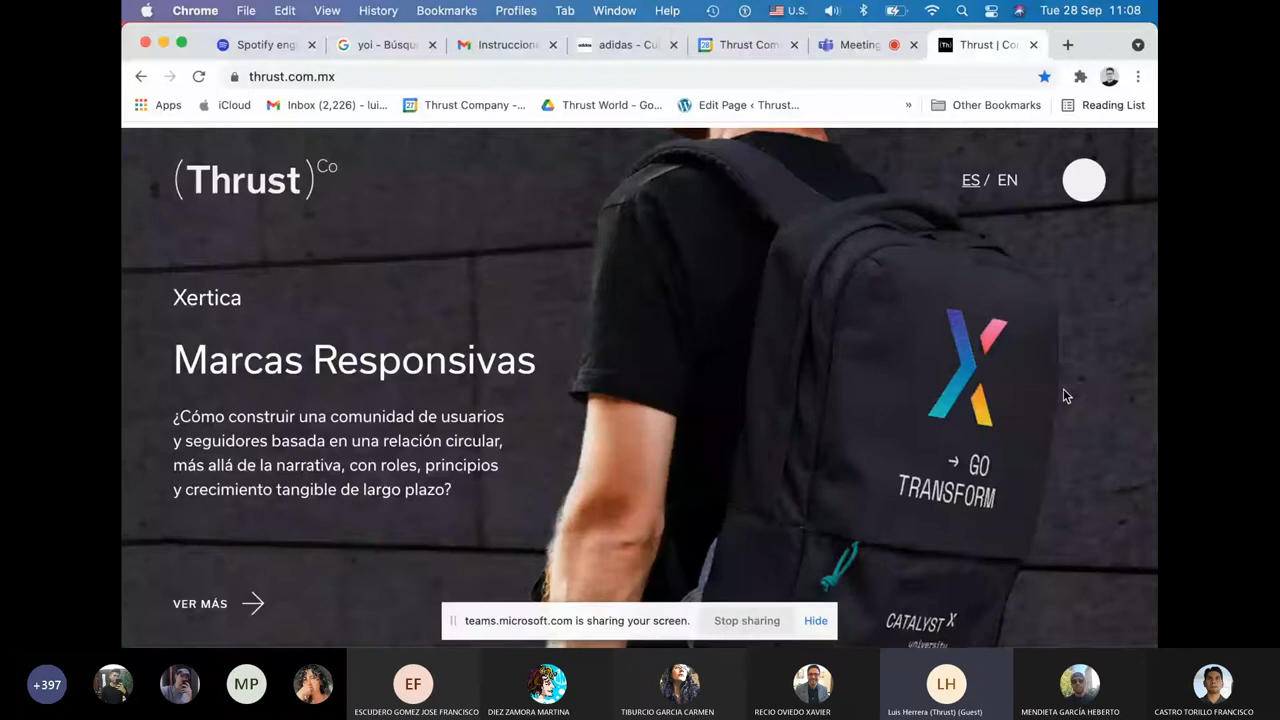 Chrome File Edit View History Bookmarks Profiles Tab Window Help U.S. Tue 28 Sep 11:08
Spotify eng yoi - Búsqu Instruccione adidas - Cu Thrust Com Meeting Thrust | Co
thrust.com.mx
Apps iCloud Inbox (2,226) - lui... Thrust Company -... Thrust World - Go... Edit Page ‹ Thrust... » Other Bookmarks Reading List
(Thrust)Co
ES / EN
Xertica
Marcas Responsivas
¿Cómo construir una comunidad de usuarios
y seguidores basada en una relación circular,
más allá de la narrativa, con roles, principios
y crecimiento tangible de largo plazo?
VER MÁS
X
→ GO
TRANSFORM
CATALYST X
university
teams.microsoft.com is sharing your screen. Stop sharing Hide
+397 MP EF LH
ESCUDERO GOMEZ JOSE FRANCISCO DIEZ ZAMORA MARTINA TIBURCIO GARCIA CARMEN RECIO OVIEDO XAVIER Luis Herrera (Thrust) (Guest) MENDIETA GARCÍA HEBERTO CASTRO TORILLO FRANCISCO